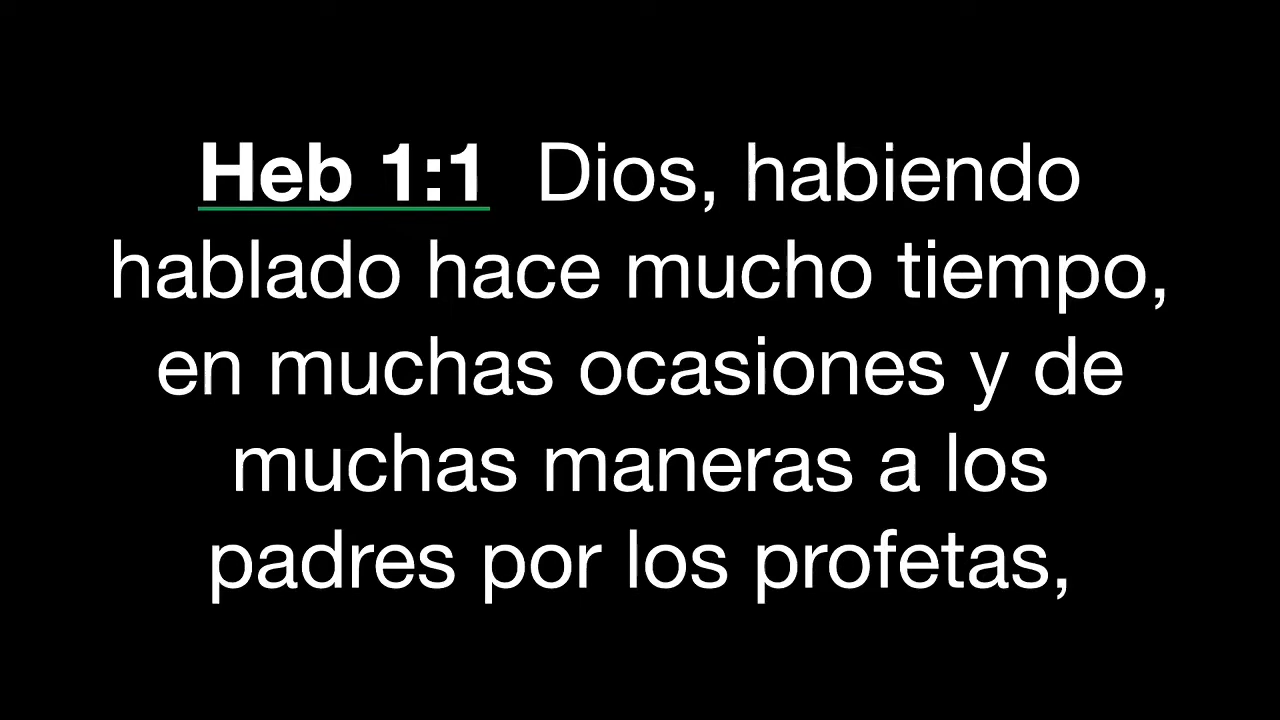 Heb 1:1  Dios, habiendo
hablado hace mucho tiempo,
en muchas ocasiones y de
muchas maneras a los
padres por los profetas,